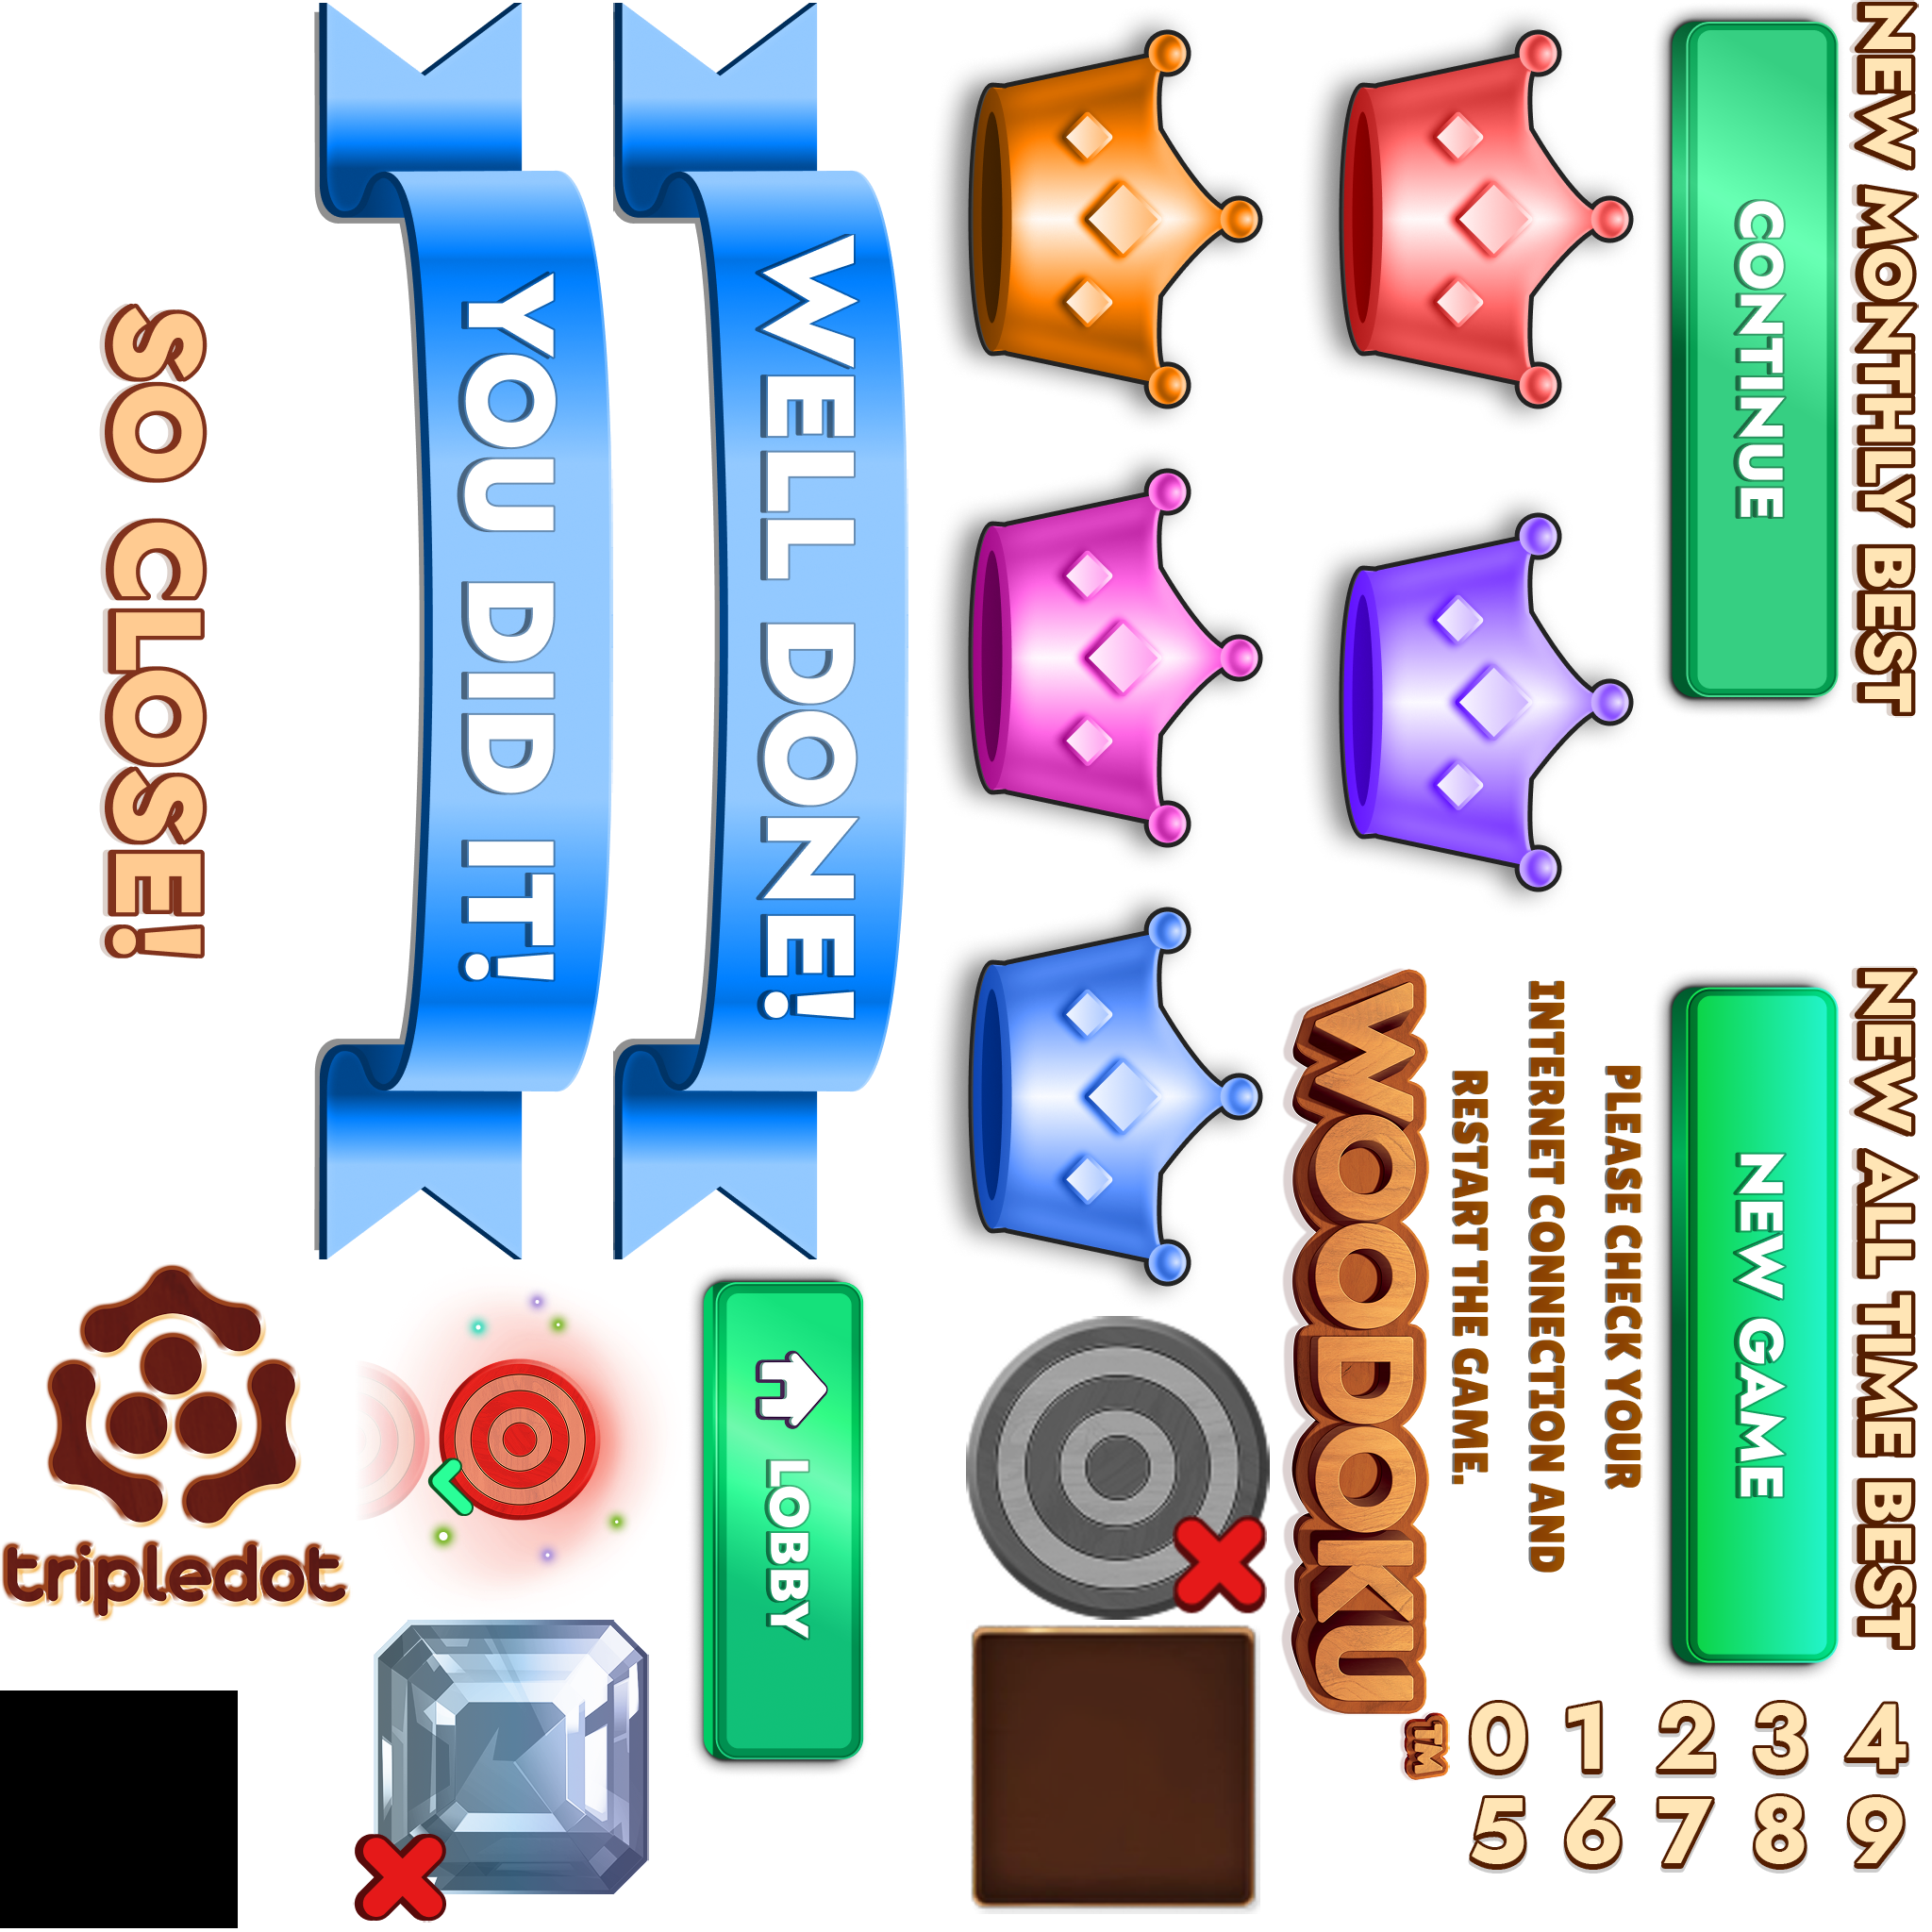 SO CLOSE!
YOU DID IT!
WELL DONE!
CONTINUE
NEW MONTHLY BEST
WOODOKU
TM
PLEASE CHECK YOUR
INTERNET CONNECTION AND
RESTART THE GAME.
NEW GAME
NEW ALL TIME BEST
tripledot
LOBBY
0 1 2 3 4
5 6 7 8 9